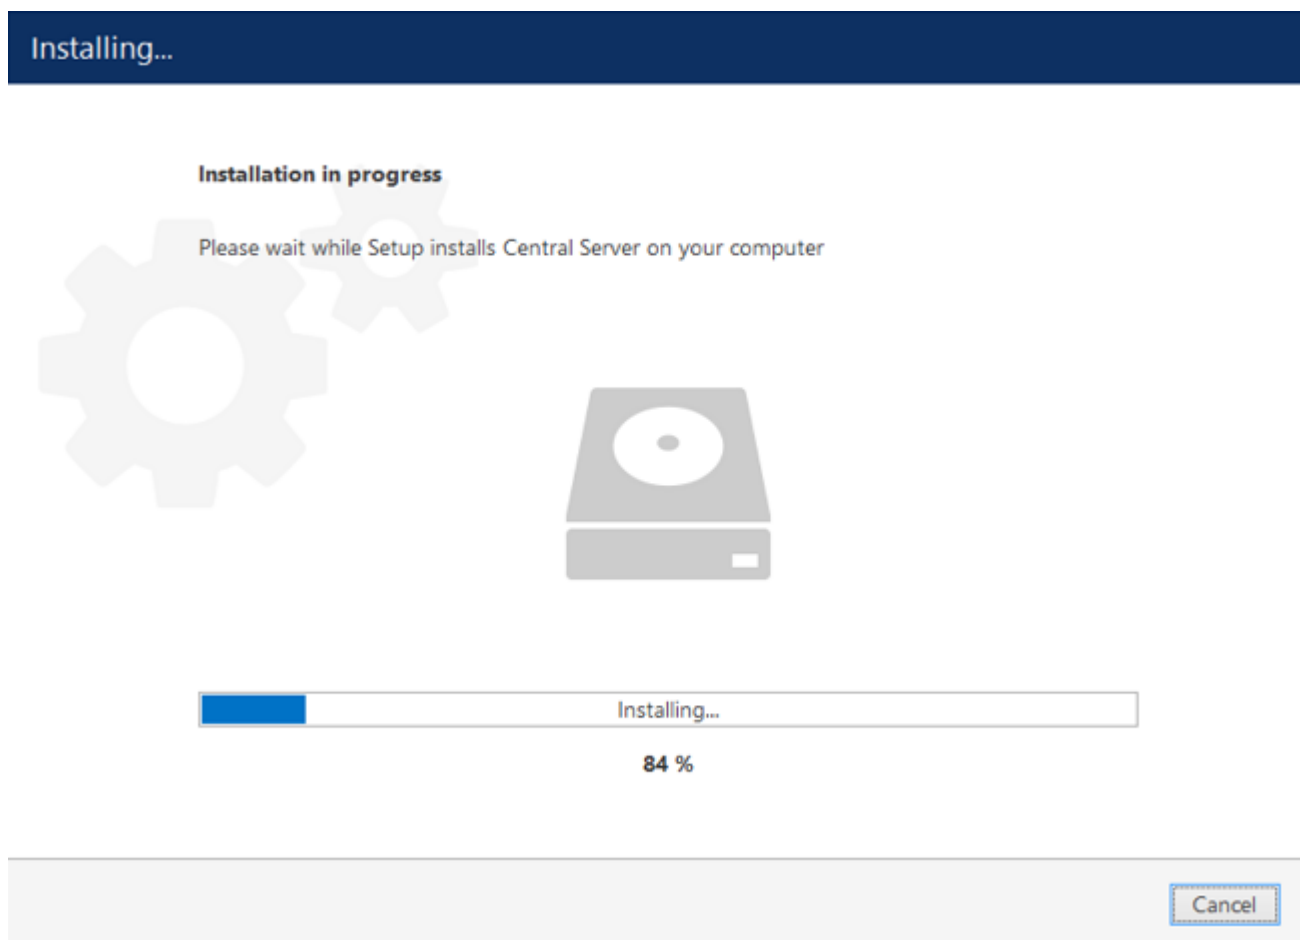 Installing...
Installation in progress
Please wait while Setup installs Central Server on your computer
Installing...
84 %
Cancel